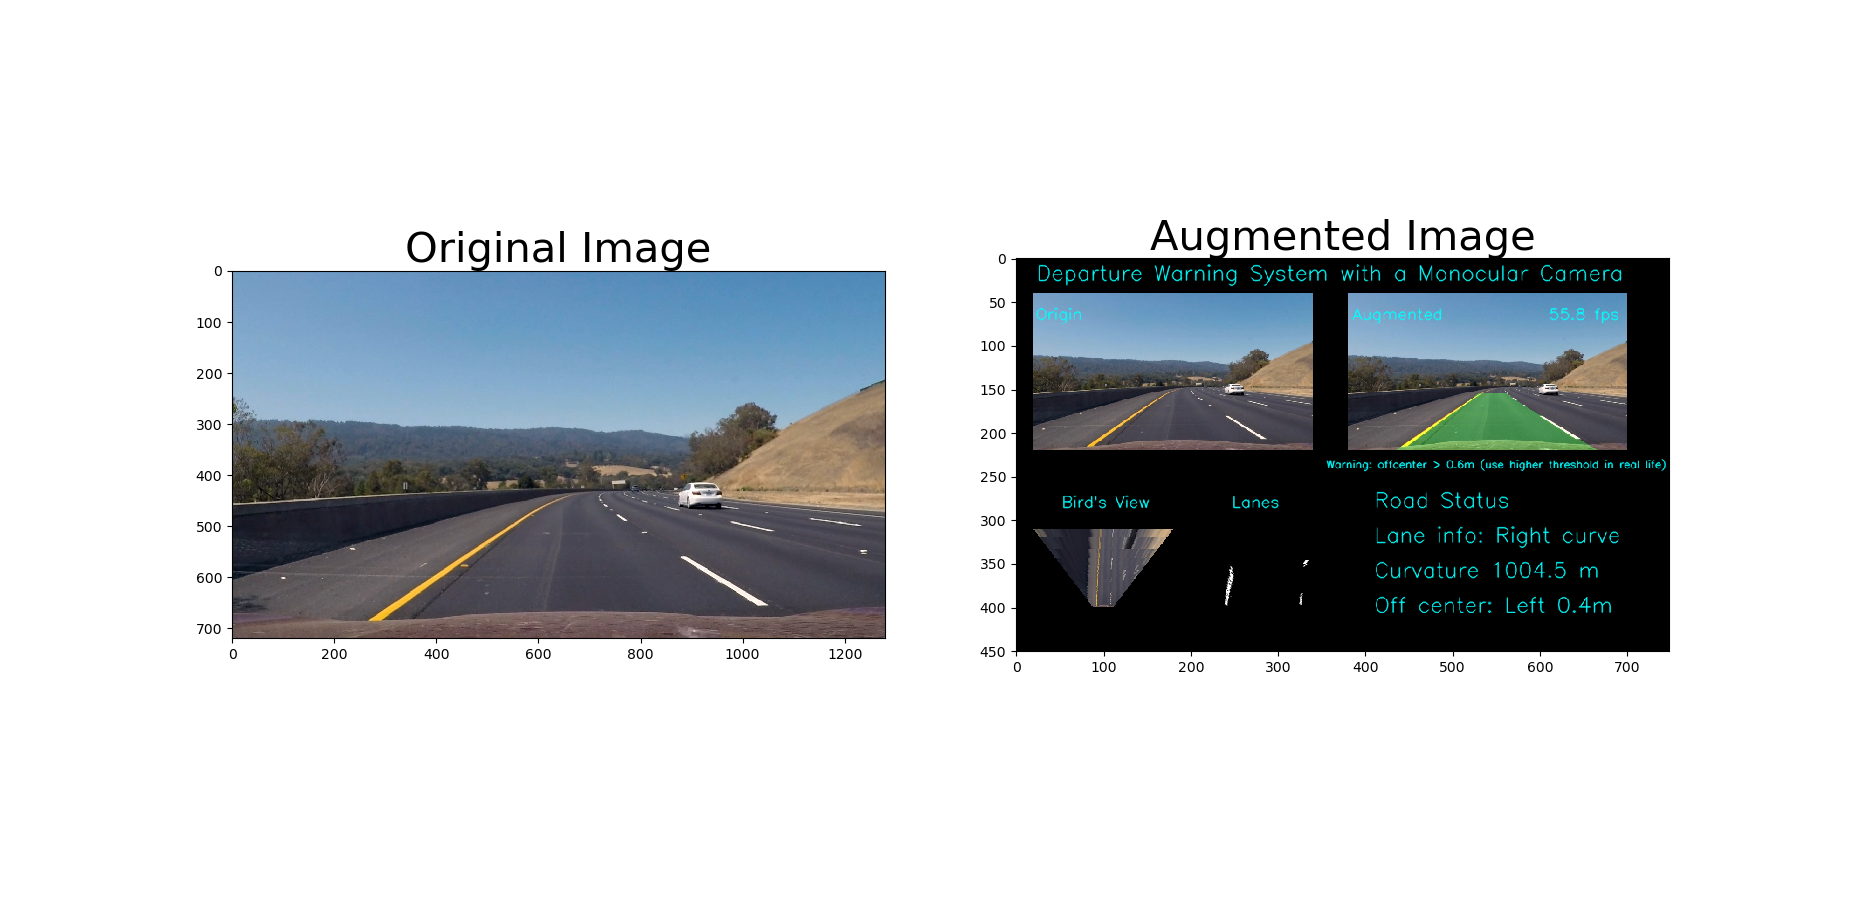 Original Image
0
100
200
300
400
500
600
700
0 200 400 600 800 1000 1200
Augmented Image
0
50
100
150
200
250
300
350
400
450
0 100 200 300 400 500 600 700
Departure Warning System with a Monocular Camera
Origin
Augmented 55.8 fps
Warning: offcenter > 0.6m (use higher threshold in real life)
Bird's View
Lanes
Road Status
Lane info: Right curve
Curvature 1004.5 m
Off center: Left 0.4m